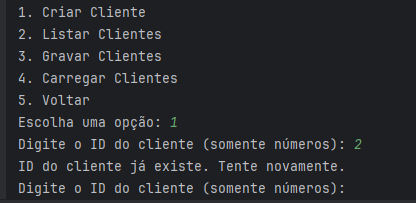 1. Criar Cliente
2. Listar Clientes
3. Gravar Clientes
4. Carregar Clientes
5. Voltar
Escolha uma opção: 1
Digite o ID do cliente (somente números): 2
ID do cliente já existe. Tente novamente.
Digite o ID do cliente (somente números):